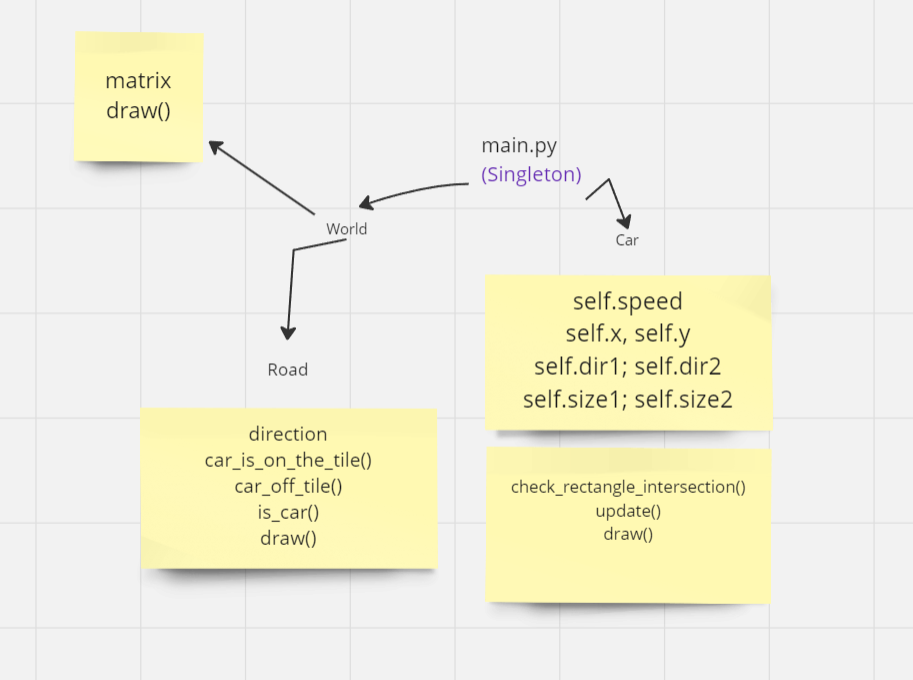 matrix
draw()
main.py
(Singleton)
World
Car
self.speed
self.x, self.y
self.dir1; self.dir2
self.size1; self.size2
Road
direction
car_is_on_the_tile()
car_off_tile()
is_car()
draw()
check_rectangle_intersection()
update()
draw()